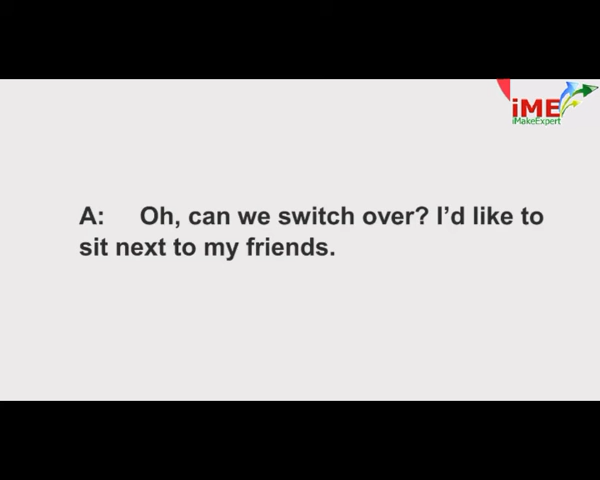 iME
iMakeExpert
A: Oh, can we switch over? I’d like to
sit next to my friends.